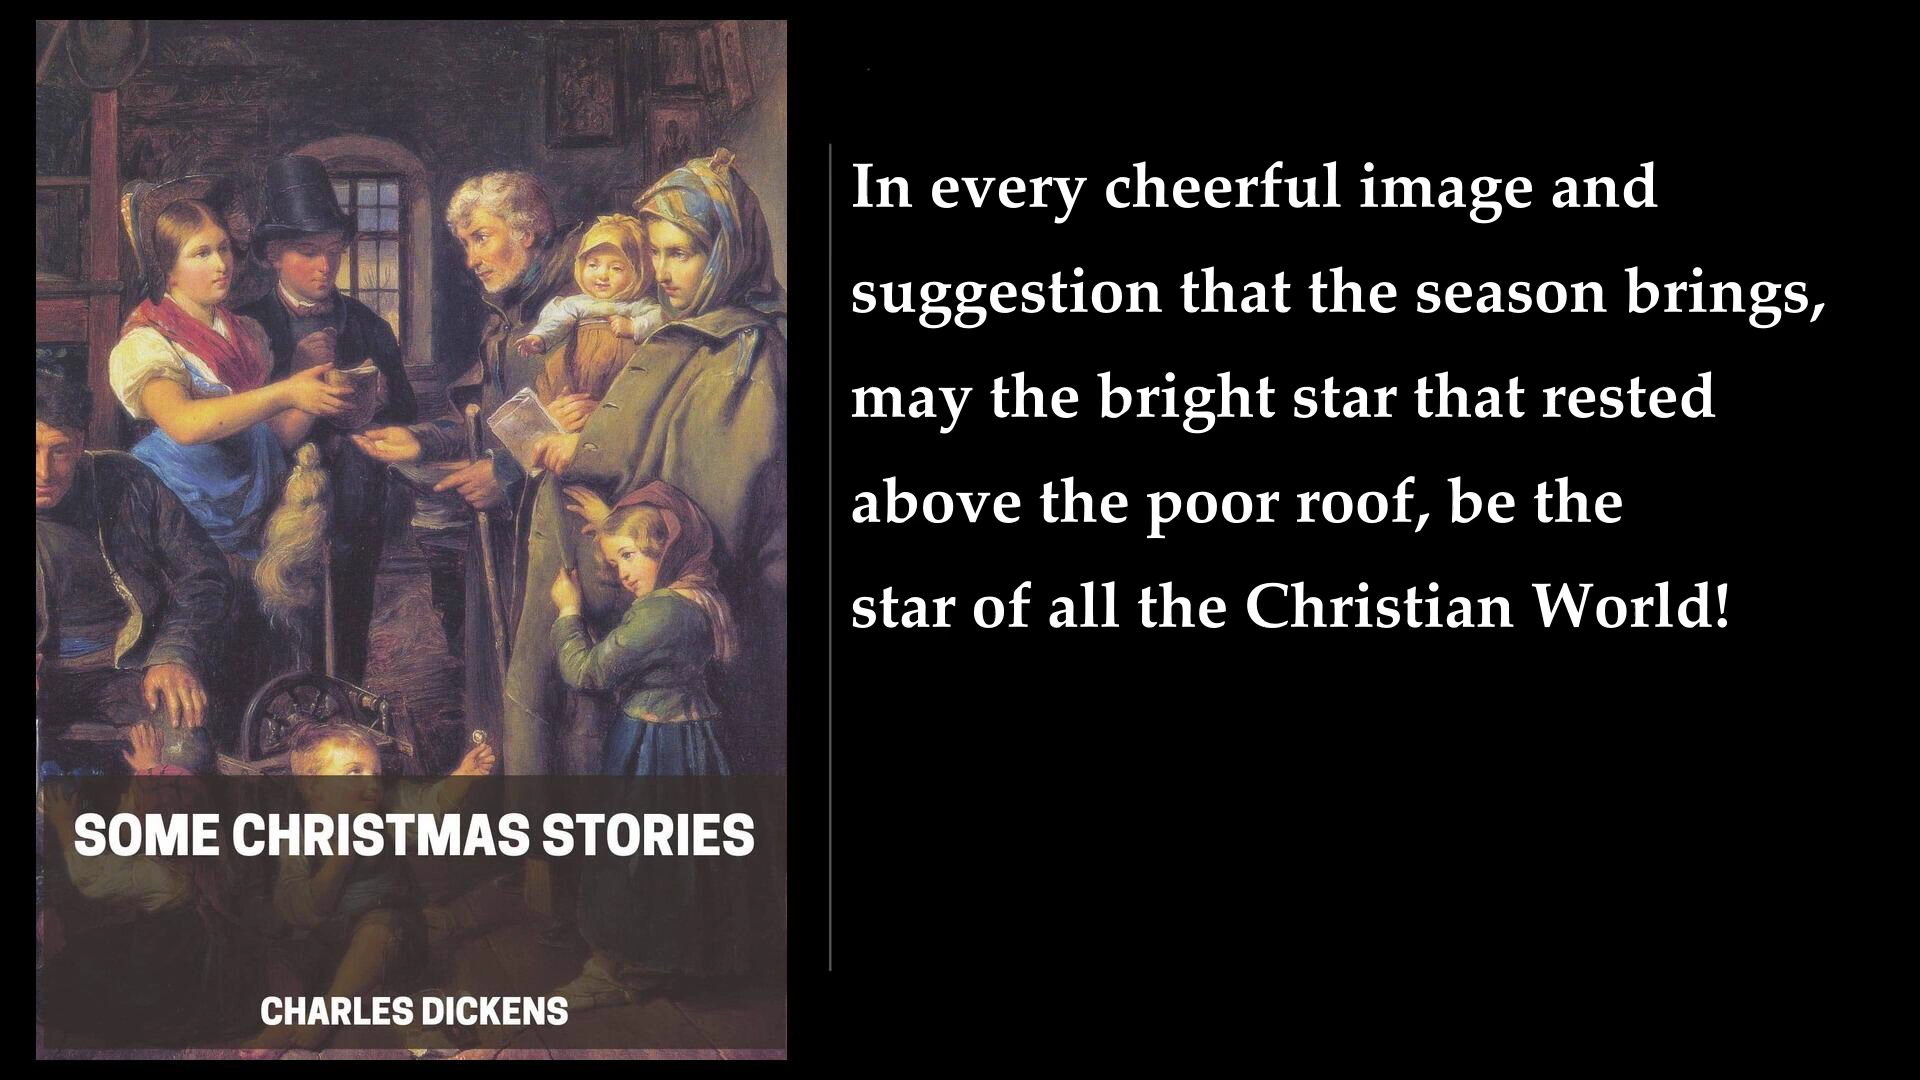 In every cheerful image and
suggestion that the season brings,
may the bright star that rested
above the poor roof, be the
star of all the Christian World!
SOME CHRISTMAS STORIES
CHARLES DICKENS